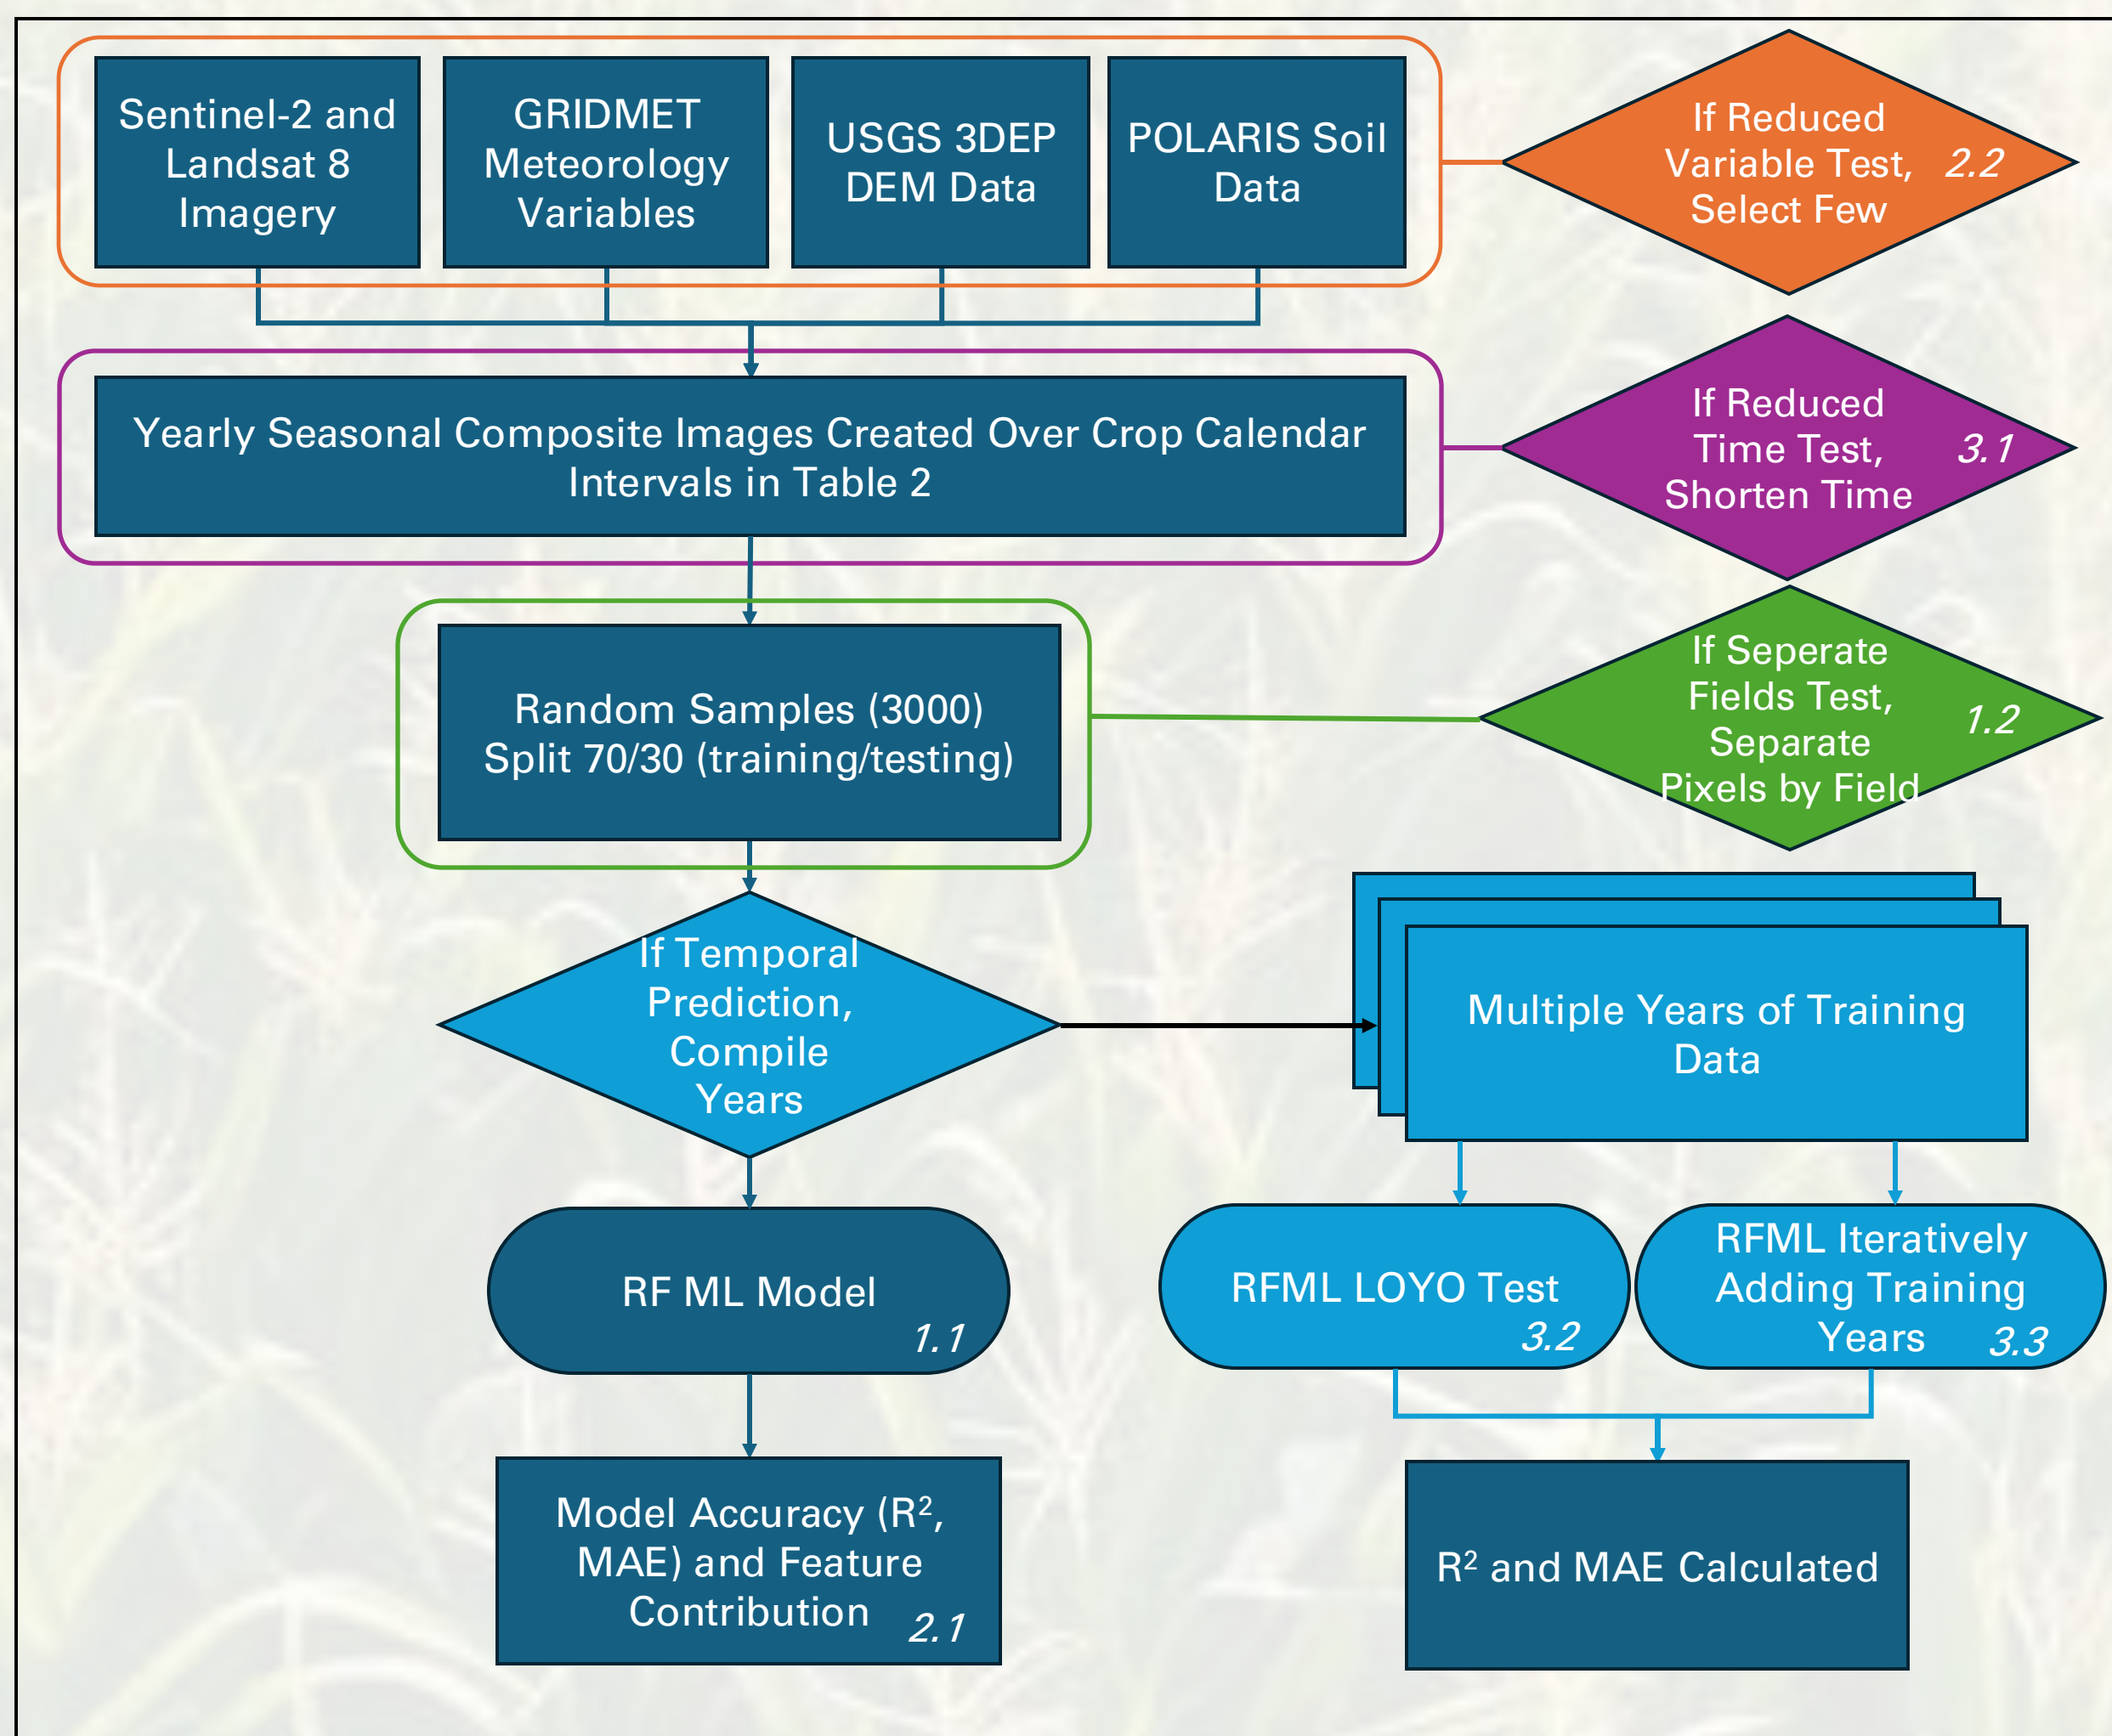 Sentinel-2 and
Landsat 8
Imagery
GRIDMET
Meteorology
Variables
USGS 3DEP
DEM Data
POLARIS Soil
Data
If Reduced
Variable Test,
Select Few
2.2
Yearly Seasonal Composite Images Created Over Crop Calendar
Intervals in Table 2
If Reduced
Time Test,
Shorten Time
3.1
Random Samples (3000)
Split 70/30 (training/testing)
If Seperate
Fields Test,
Separate
Pixels by Field
1.2
If Temporal
Prediction,
Compile
Years
Multiple Years of Training
Data
RF ML Model
1.1
RFML LOYO Test
3.2
RFML Iteratively
Adding Training
Years
3.3
Model Accuracy (R²,
MAE) and Feature
Contribution
2.1
R² and MAE Calculated